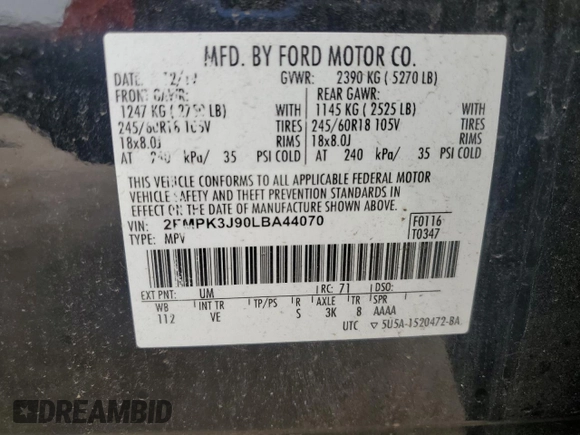 MFD. BY FORD MOTOR CO.
DATE: 12/19 GVWR: 2390 KG ( 5270 LB)
FRONT GAWR: REAR GAWR:
1247 KG ( LB) WITH 1145 KG ( 2525 LB) WITH
245/60R18 105V TIRES 245/60R18 105V TIRES
18x8.0J RIMS 18x8.0J RIMS
AT 240 kPa/ 35 PSI COLD AT 240 kPa/ 35 PSI COLD
THIS VEHICLE CONFORMS TO ALL APPLICABLE FEDERAL MOTOR
VEHICLE SAFETY AND THEFT PREVENTION STANDARDS IN
EFFECT ON THE DATE OF MANUFACTURE SHOWN ABOVE.
VIN: 2FMPK3J90LBA44070 F0116
TYPE: MPV T0347
EXT PNT: UM RC: 71 DSO:
WB INT TR TP/PS R AXLE TR SPR
112 VE S 3K 8 AAAA
UTC ▽ 5U5A-1520472-BA
DREAMBID